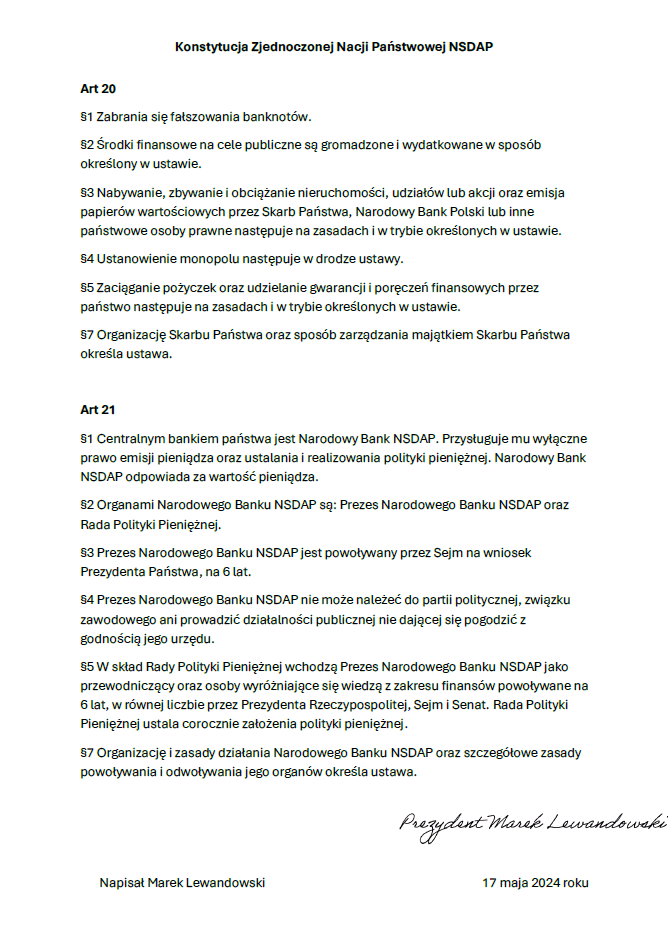 Konstytucja Zjednoczonej Nacji Państwowej NSDAP
Art 20
§1 Zabrania się fałszowania banknotów.
§2 Środki finansowe na cele publiczne są gromadzone i wydatkowane w sposób
określony w ustawie.
§3 Nabywanie, zbywanie i obciążanie nieruchomości, udziałów lub akcji oraz emisja
papierów wartościowych przez Skarb Państwa, Narodowy Bank Polski lub inne
państwowe osoby prawne następuje na zasadach i w trybie określonych w ustawie.
§4 Ustanowienie monopolu następuje w drodze ustawy.
§5 Zaciąganie pożyczek oraz udzielanie gwarancji i poręczeń finansowych przez
państwo następuje na zasadach i w trybie określonych w ustawie.
§7 Organizację Skarbu Państwa oraz sposób zarządzania majątkiem Skarbu Państwa
określa ustawa.
Art 21
§1 Centralnym bankiem państwa jest Narodowy Bank NSDAP. Przysługuje mu wyłączne
prawo emisji pieniądza oraz ustalania i realizowania polityki pieniężnej. Narodowy Bank
NSDAP odpowiada za wartość pieniądza.
§2 Organami Narodowego Banku NSDAP są: Prezes Narodowego Banku NSDAP oraz
Rada Polityki Pieniężnej.
§3 Prezes Narodowego Banku NSDAP jest powoływany przez Sejm na wniosek
Prezydenta Państwa, na 6 lat.
§4 Prezes Narodowego Banku NSDAP nie może należeć do partii politycznej, związku
zawodowego ani prowadzić działalności publicznej nie dającej się pogodzić z
godnością jego urzędu.
§5 W skład Rady Polityki Pieniężnej wchodzą Prezes Narodowego Banku NSDAP jako
przewodniczący oraz osoby wyróżniające się wiedzą z zakresu finansów powoływane na
6 lat, w równej liczbie przez Prezydenta Rzeczypospolitej, Sejm i Senat. Rada Polityki
Pieniężnej ustala corocznie założenia polityki pieniężnej.
§7 Organizację i zasady działania Narodowego Banku NSDAP oraz szczegółowe zasady
powoływania i odwoływania jego organów określa ustawa.
Prezydent Marek Lewandowski
Napisał Marek Lewandowski 17 maja 2024 roku